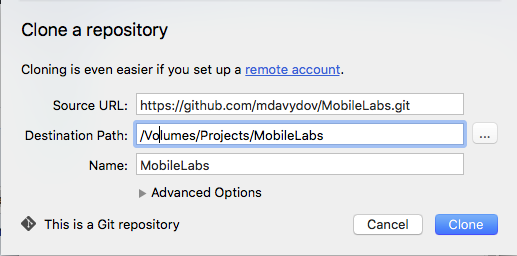 Clone a repository
Cloning is even easier if you set up a remote account.
Source URL: https://github.com/mdavydov/MobileLabs.git
Destination Path: /Volumes/Projects/MobileLabs ...
Name: MobileLabs
Advanced Options
This is a Git repository Cancel Clone